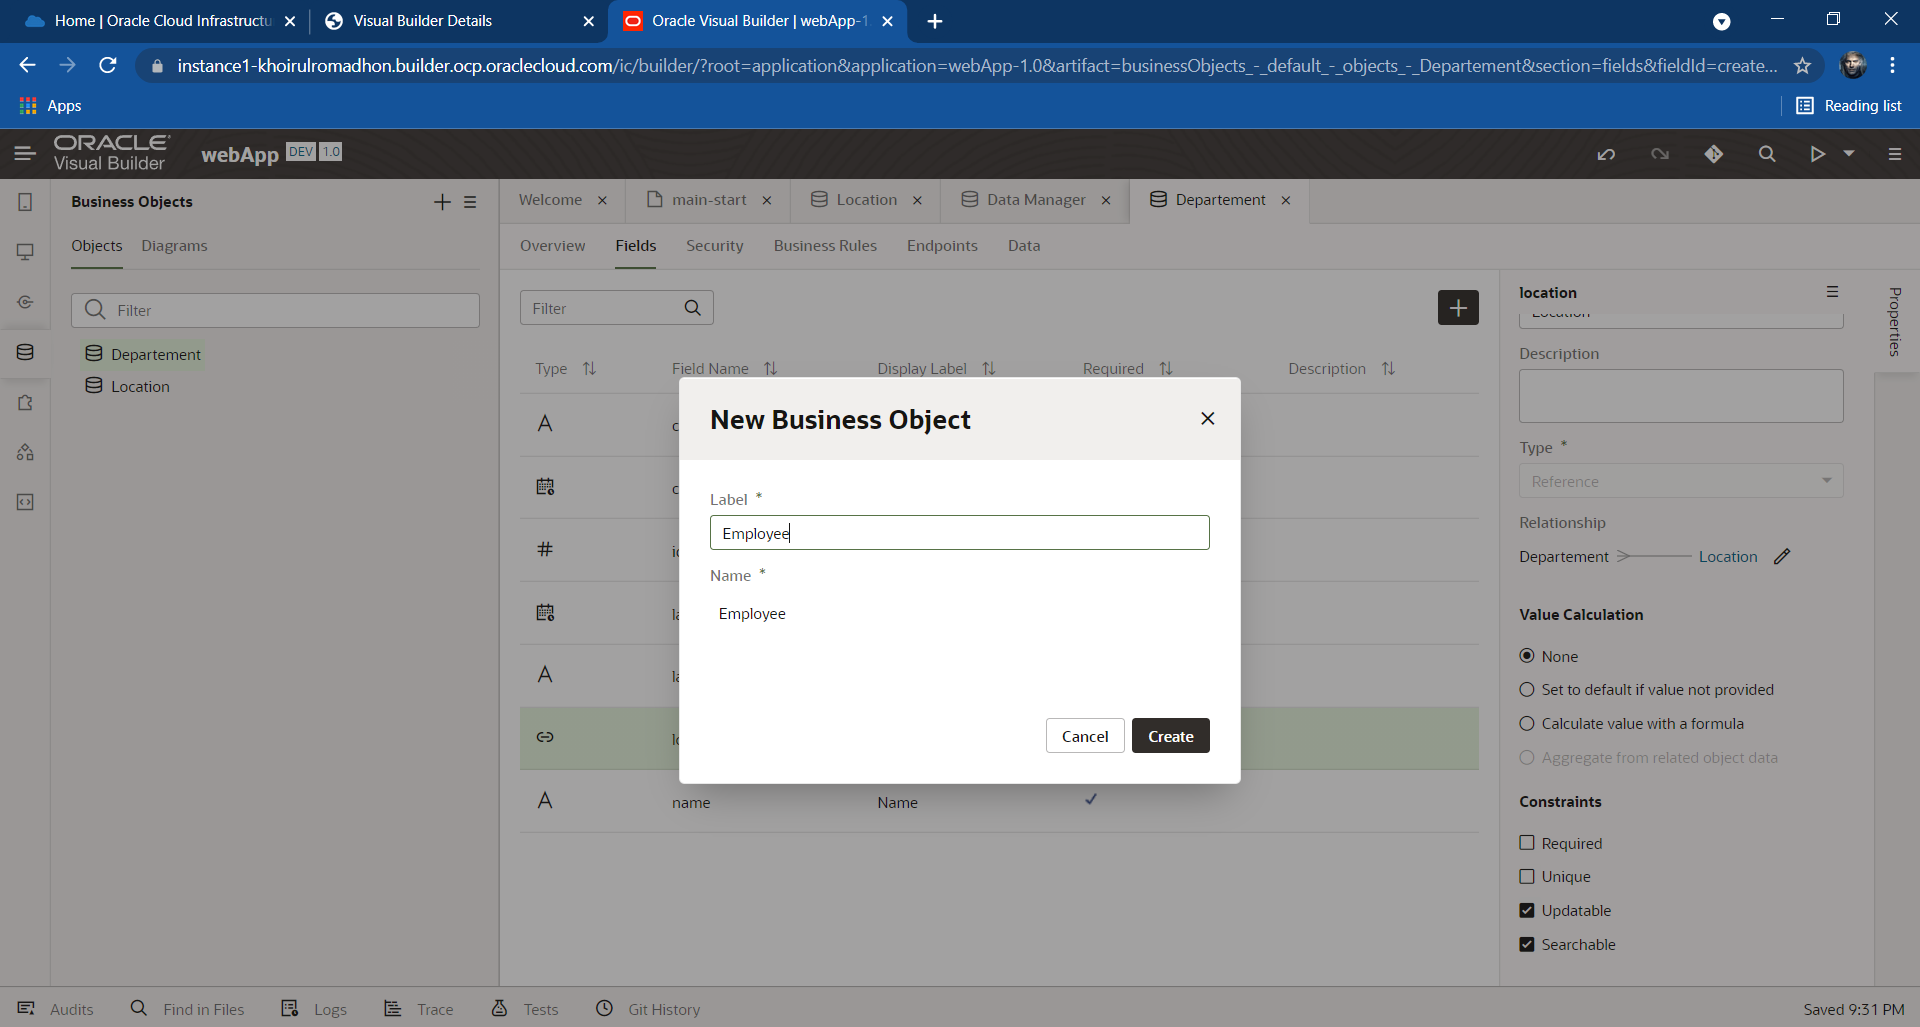 Home | Oracle Cloud Infrastructu
Visual Builder Details
Oracle Visual Builder | webApp-1
instance1-khoirulromadhon.builder.ocp.oraclecloud.com/ic/builder/?root=application&application=webApp-1.0&artifact=businessObjects_-_default_-_objects_-_Departement&section=fields&fieldId=create...
Apps
Reading list
ORACLE
Visual Builder
webApp DEV 1.0
Business Objects
Objects Diagrams
Filter
Departement
Location
Welcome
main-start
Location
Data Manager
Departement
Overview Fields Security Business Rules Endpoints Data
Filter
Type Field Name Display Label Required Description
A
#
A
A name Name
New Business Object
Label *
Employee
Name *
Employee
Cancel Create
location
Location
Description
Type *
Reference
Relationship
Departement Location
Value Calculation
None
Set to default if value not provided
Calculate value with a formula
Aggregate from related object data
Constraints
Required
Unique
Updatable
Searchable
Properties
Audits Find in Files Logs Trace Tests Git History
Saved 9:31 PM